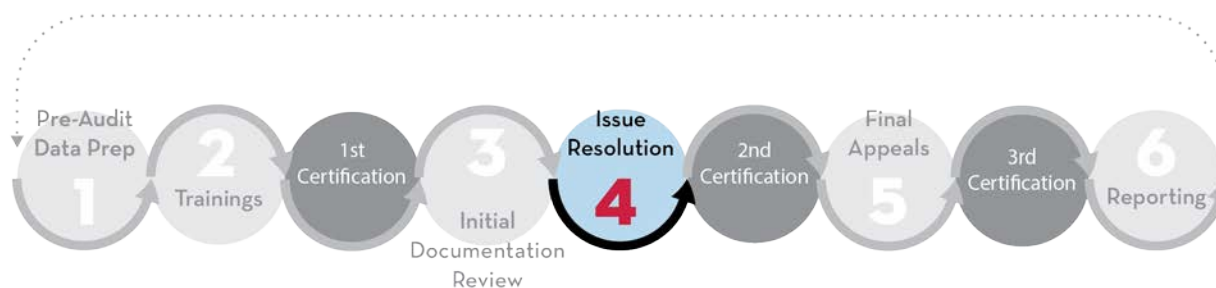 Pre-Audit
Data Prep
1
2
Trainings
1st
Certification
3
Initial
Documentation
Review
Issue
Resolution
4
2nd
Certification
Final
Appeals
5
3rd
Certification
6
Reporting